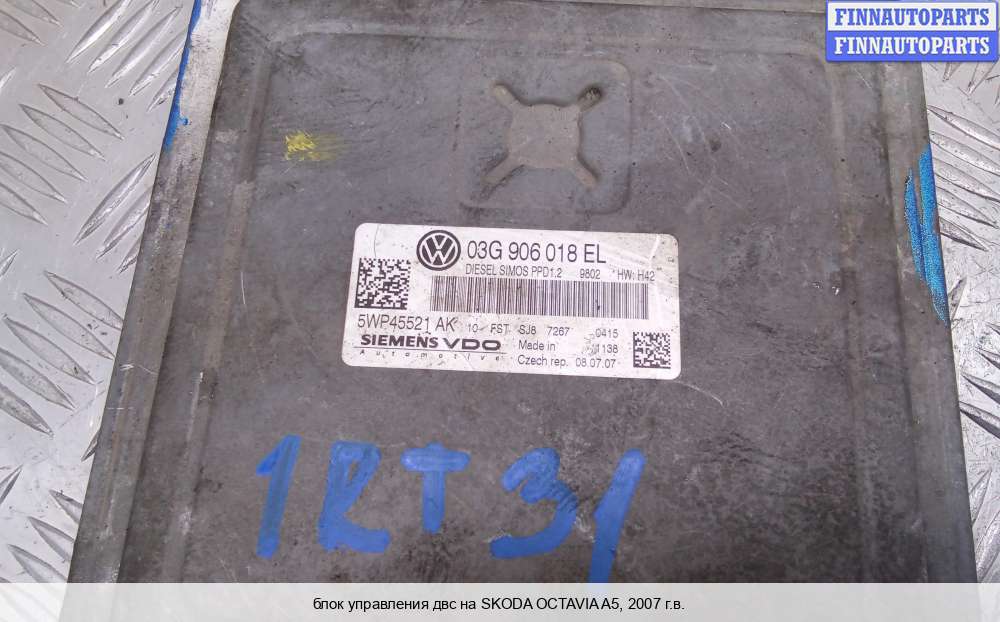 FINNAUTOPARTS
FINNAUTOPARTS
03G 906 018 EL
DIESEL SIMOS PPD1.2 9802 HW: H42
5WP45521 AK 10 FST SJ8 7267 0415
SIEMENS VDO Made in 1138
Automotive Czech rep. 08.07.07
1RT31
блок управления двс на SKODA OCTAVIA A5, 2007 г.в.